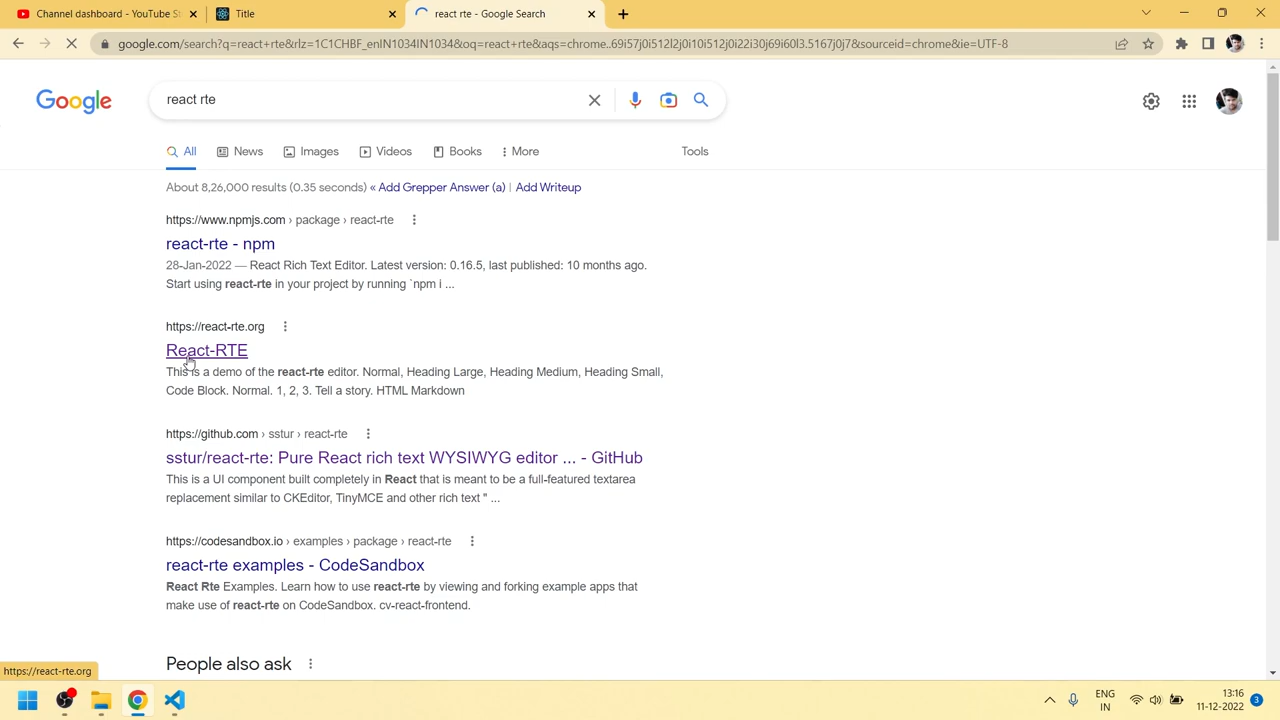 Channel dashboard - YouTube St
Title
react rte - Google Search
google.com/search?q=react+rte&rlz=1C1CHBF_enIN1034IN1034&oq=react+rte&aqs=chrome..69i57j0i512l2j0i10i512j0i22i30j69i60l3.5167j0j7&sourceid=chrome&ie=UTF-8
Google
react rte
All
News
Images
Videos
Books
More
Tools
About 8,26,000 results (0.35 seconds) « Add Grepper Answer (a) | Add Writeup
https://www.npmjs.com › package › react-rte
react-rte - npm
28-Jan-2022 — React Rich Text Editor. Latest version: 0.16.5, last published: 10 months ago.
Start using react-rte in your project by running `npm i ...
https://react-rte.org
React-RTE
This is a demo of the react-rte editor. Normal, Heading Large, Heading Medium, Heading Small,
Code Block. Normal. 1, 2, 3. Tell a story. HTML Markdown
https://github.com › sstur › react-rte
sstur/react-rte: Pure React rich text WYSIWYG editor ... - GitHub
This is a UI component built completely in React that is meant to be a full-featured textarea
replacement similar to CKEditor, TinyMCE and other rich text " ...
https://codesandbox.io › examples › package › react-rte
react-rte examples - CodeSandbox
React Rte Examples. Learn how to use react-rte by viewing and forking example apps that
make use of react-rte on CodeSandbox. cv-react-frontend.
People also ask
https://react-rte.org
ENG
IN
13:16
11-12-2022
3